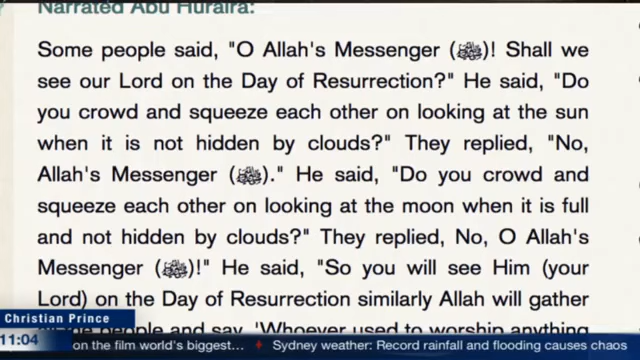 Narrated Abu Huraira:
Some people said, "O Allah's Messenger (ﷺ)! Shall we
see our Lord on the Day of Resurrection?" He said, "Do
you crowd and squeeze each other on looking at the sun
when it is not hidden by clouds?" They replied, "No,
Allah's Messenger (ﷺ)." He said, "Do you crowd and
squeeze each other on looking at the moon when it is full
and not hidden by clouds?" They replied, No, O Allah's
Messenger (ﷺ)!" He said, "So you will see Him (your
Lord) on the Day of Resurrection similarly Allah will gather
all the people and say, 'Whoever used to worship anything
Christian Prince
11:04
on the film world's biggest... ♦ Sydney weather: Record rainfall and flooding causes chaos